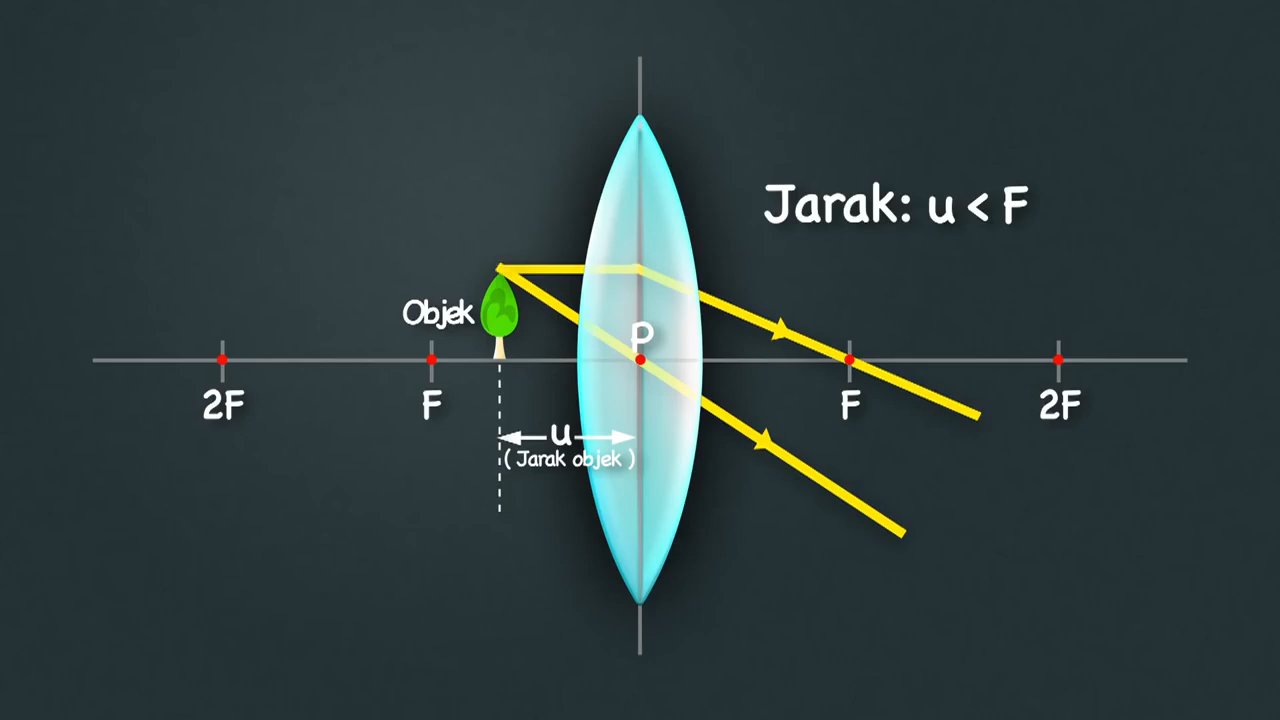 Jarak: u < F
Objek
P
2F
F
F
2F
u
( Jarak objek )